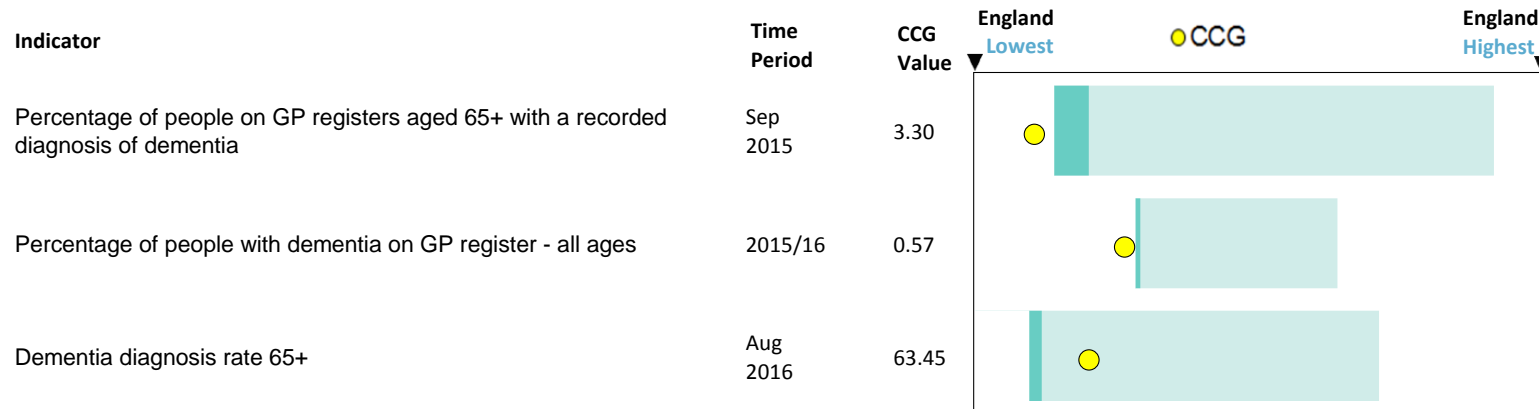 Indicator
Time
Period
CCG
Value
England
Lowest
CCG
England
Highest
Percentage of people on GP registers aged 65+ with a recorded
diagnosis of dementia
Sep
2015
3.30
Percentage of people with dementia on GP register - all ages
2015/16
0.57
Dementia diagnosis rate 65+
Aug
2016
63.45